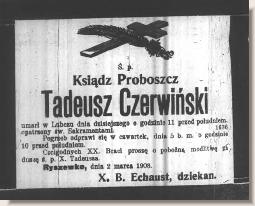 Ś. p.
Ksiądz Proboszcz
Tadeusz Czerwiński
umarł w Lubczu dnia dzisiejszego o godzinie 11 przed południem,
opatrzony św. Sakramentami. 1676
Pogrzeb odprawi się w czwartek, dnia 5 b. m. o godzinie
10 przed południem.
Czcigodnych XX. Braci proszę o pobożną modlitwę za
duszę ś. p. X. Tadeusza.
Ryszewko, dnia 2 marca 1908.
X. B. Echaust, dziekan.